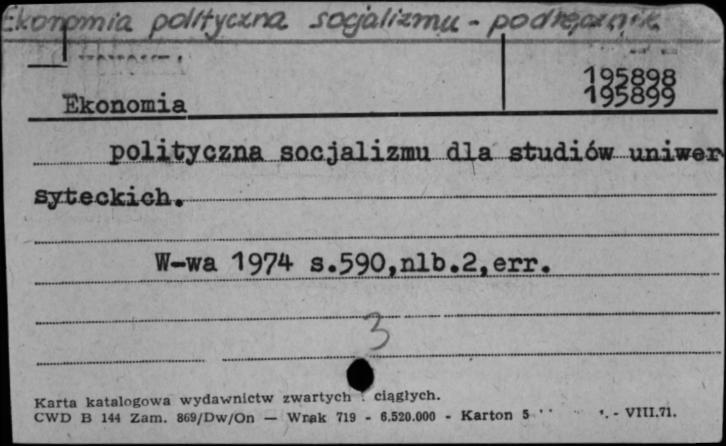 Ekonomia polityczna socjalizmu - podręcznik
195898
195899
Ekonomia
polityczna socjalizmu dla studiów uniwer
syteckich.
W-wa 1974 s.590,nlb.2,err.
3
Karta katalogowa wydawnictw zwartych ciągłych.
CWD B 144 Zam. 869/Dw/On — Wrak 719 - 6.520.000 - Karton 5 - VIII.71.